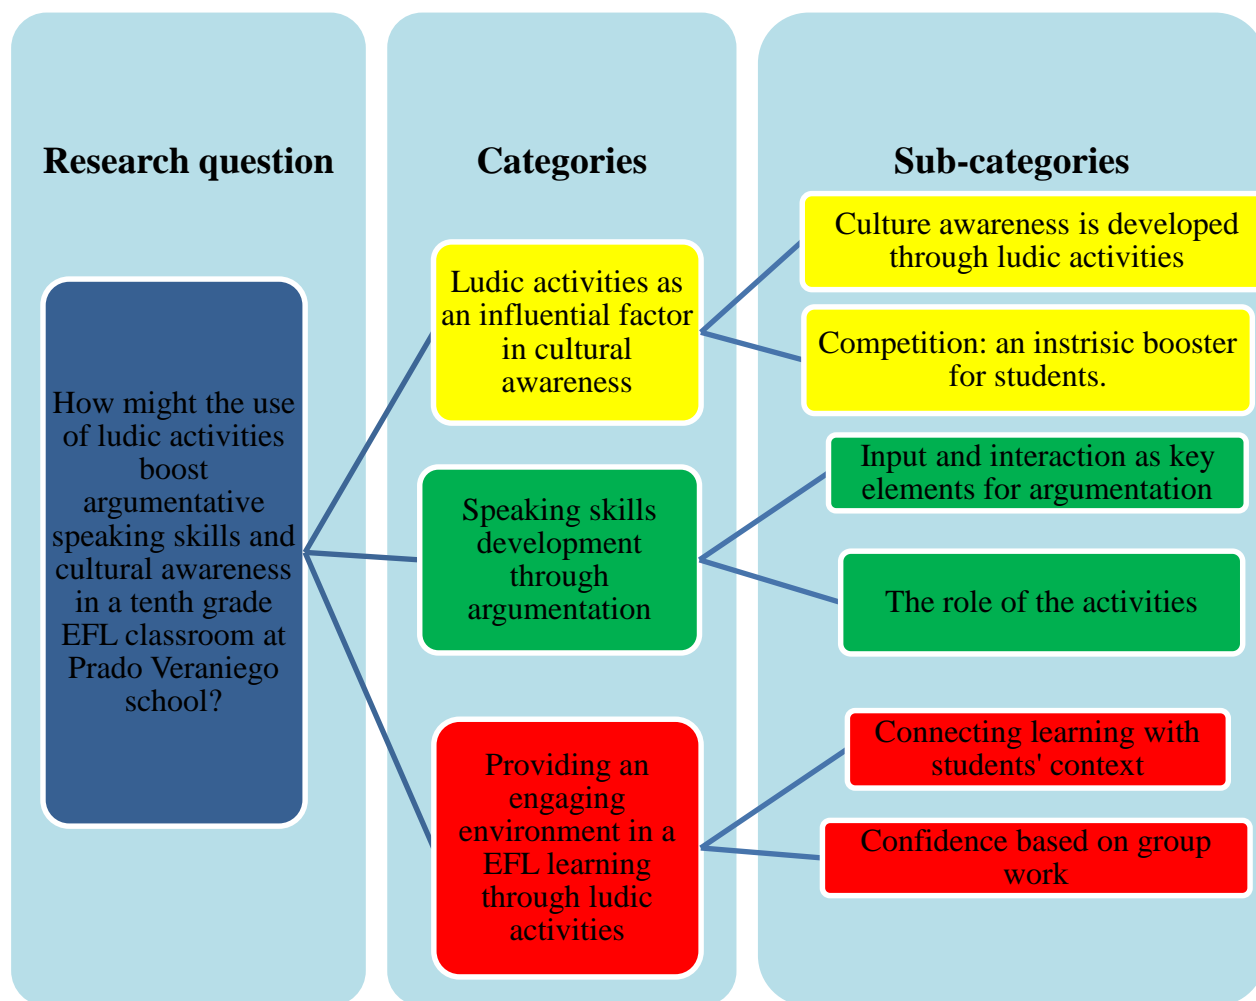 Research question
How might the use
of ludic activities
boost
argumentative
speaking skills and
cultural awareness
in a tenth grade
EFL classroom at
Prado Veraniego
school?
Categories
Ludic activities as
an influential factor
in cultural
awareness
Speaking skills
development
through
argumentation
Providing an
engaging
environment in a
EFL learning
through ludic
activities
Sub-categories
Culture awareness is developed
through ludic activities
Competition: an instrisic booster
for students.
Input and interaction as key
elements for argumentation
The role of the activities
Connecting learning with
students' context
Confidence based on group
work